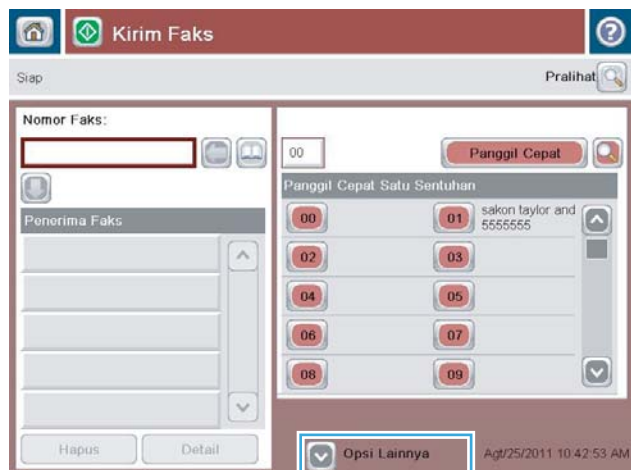 Kirim Faks
Siap
Pralihat
Nomor Faks:
00
Panggil Cepat
Panggil Cepat Satu Sentuhan
Penerima Faks
00
01
sakon taylor and
5555555
02
03
04
05
06
07
08
09
Hapus
Detail
Opsi Lainnya
Agt/25/2011 10:42:53 AM